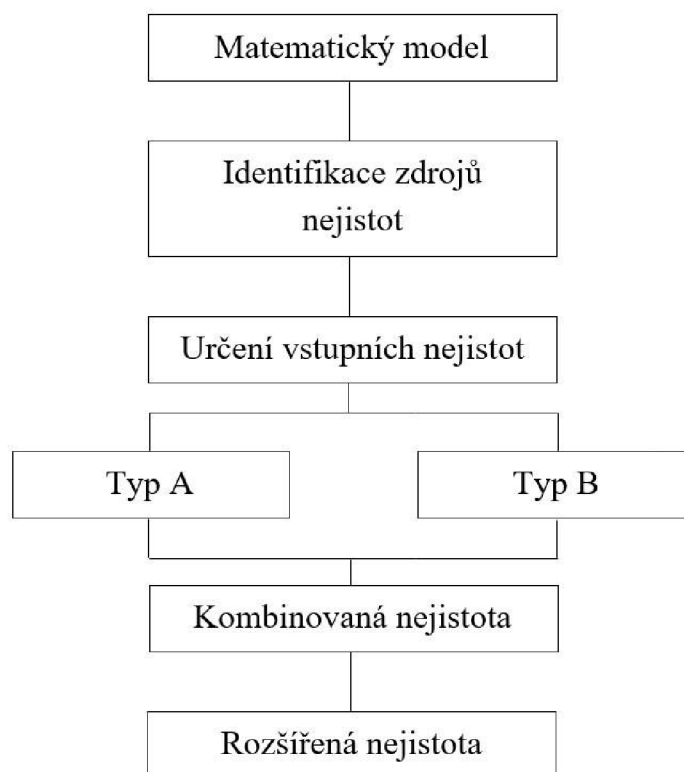 Matematický model
Identifikace zdrojů
nejistot
Určení vstupních nejistot
Typ A
Typ B
Kombinovaná nejistota
Rozšířená nejistota